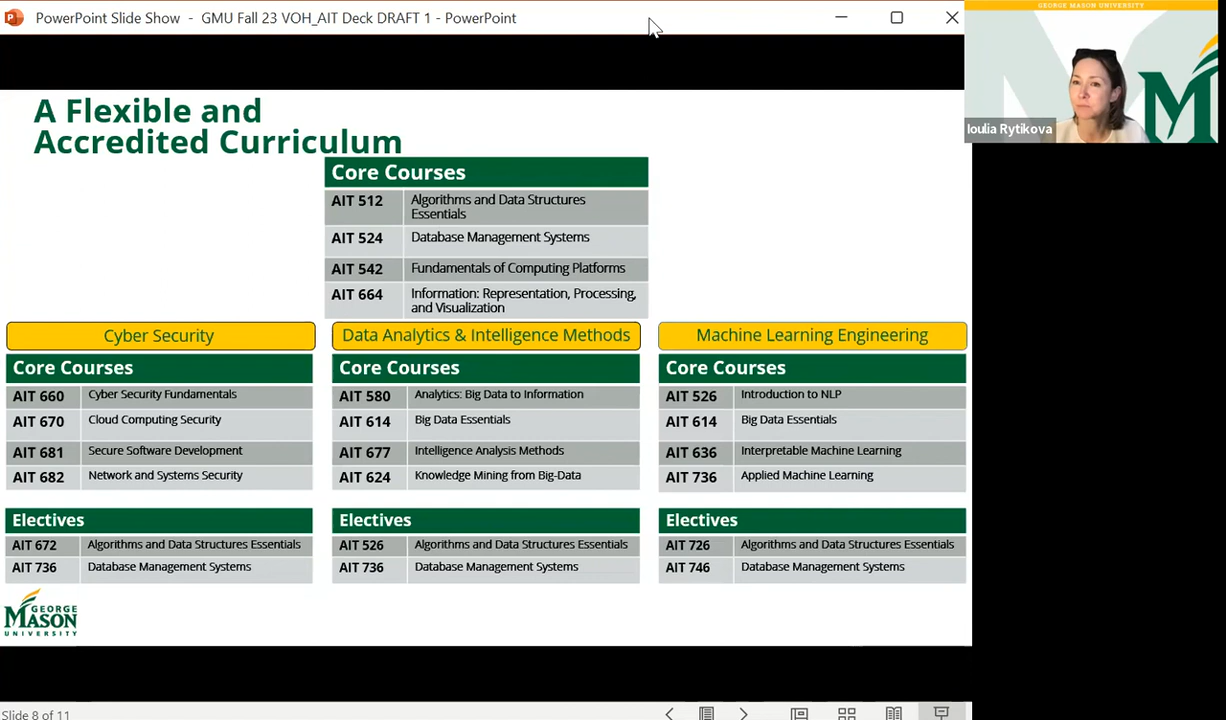 PowerPoint Slide Show - GMU Fall 23 VOH_AIT Deck DRAFT 1 - PowerPoint
GEORGE MASON UNIVERSITY
Ioulia Rytikova
A Flexible and
Accredited Curriculum
Core Courses
AIT 512 Algorithms and Data Structures
Essentials
AIT 524 Database Management Systems
AIT 542 Fundamentals of Computing Platforms
AIT 664 Information: Representation, Processing,
and Visualization
Cyber Security
Core Courses
AIT 660 Cyber Security Fundamentals
AIT 670 Cloud Computing Security
AIT 681 Secure Software Development
AIT 682 Network and Systems Security
Electives
AIT 672 Algorithms and Data Structures Essentials
AIT 736 Database Management Systems
Data Analytics & Intelligence Methods
Core Courses
AIT 580 Analytics: Big Data to Information
AIT 614 Big Data Essentials
AIT 677 Intelligence Analysis Methods
AIT 624 Knowledge Mining from Big-Data
Electives
AIT 526 Algorithms and Data Structures Essentials
AIT 736 Database Management Systems
Machine Learning Engineering
Core Courses
AIT 526 Introduction to NLP
AIT 614 Big Data Essentials
AIT 636 Interpretable Machine Learning
AIT 736 Applied Machine Learning
Electives
AIT 726 Algorithms and Data Structures Essentials
AIT 746 Database Management Systems
GEORGE
MASON
UNIVERSITY
Slide 8 of 11